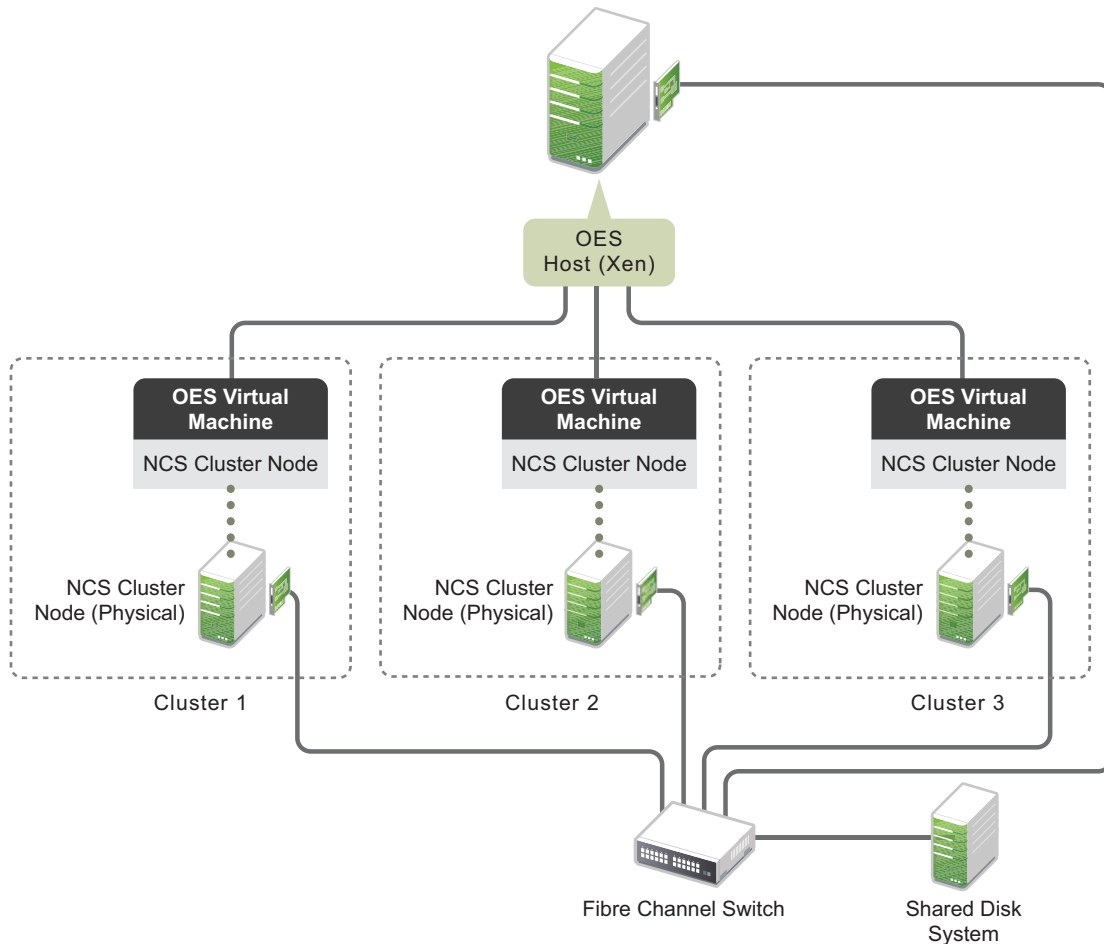 OES
Host (Xen)
OES Virtual
Machine
NCS Cluster Node
NCS Cluster
Node (Physical)
Cluster 1
OES Virtual
Machine
NCS Cluster Node
NCS Cluster
Node (Physical)
Cluster 2
OES Virtual
Machine
NCS Cluster Node
NCS Cluster
Node (Physical)
Cluster 3
Fibre Channel Switch
Shared Disk
System